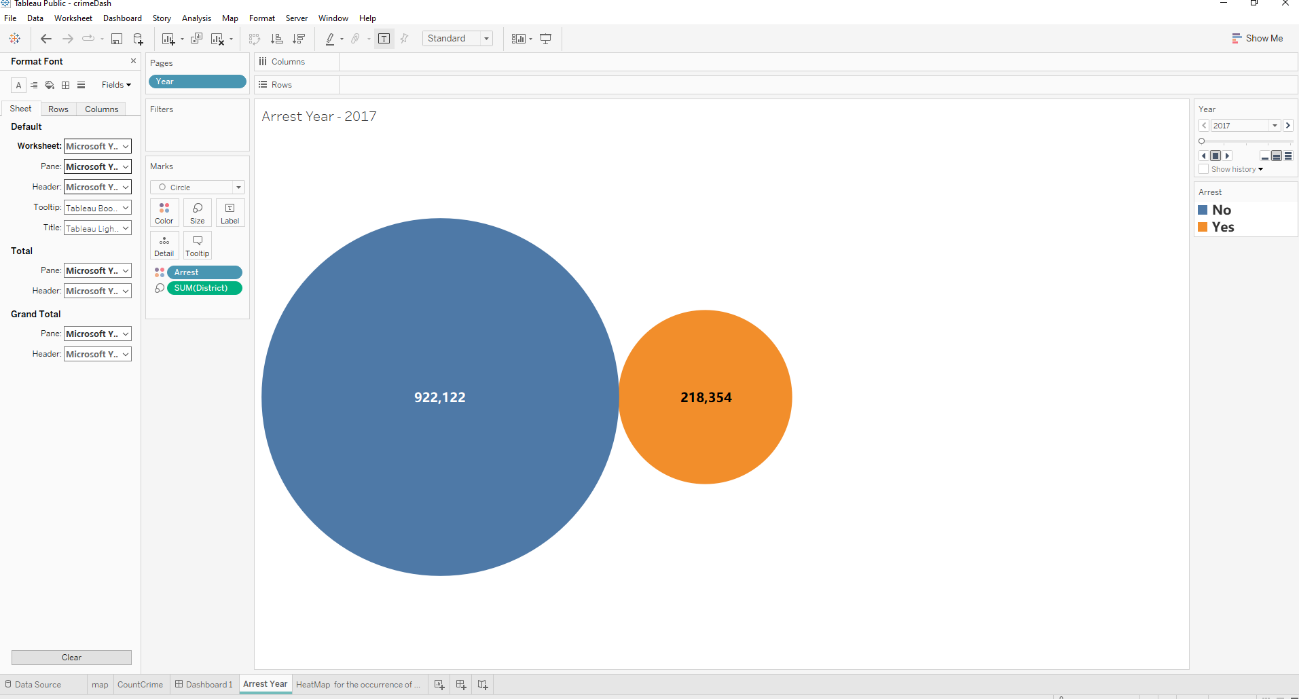 Tableau Public - crimeDash
File Data Worksheet Dashboard Story Analysis Map Format Server Window Help
Standard
Show Me
Format Font
Fields
Sheet Rows Columns
Default
Worksheet: Microsoft Y..
Pane: Microsoft Y..
Header: Microsoft Y..
Tooltip: Tableau Boo..
Title: Tableau Ligh..
Total
Pane: Microsoft Y..
Header: Microsoft Y..
Grand Total
Pane: Microsoft Y..
Header: Microsoft Y..
Clear
Pages
Year
Filters
Marks
Circle
Color Size Label
Detail Tooltip
Arrest
SUM(District)
Columns
Rows
Arrest Year - 2017
922,122
218,354
Year
2017
Show history
Arrest
No
Yes
Data Source map CountCrime Dashboard 1 Arrest Year HeatMap for the occurrence of ...